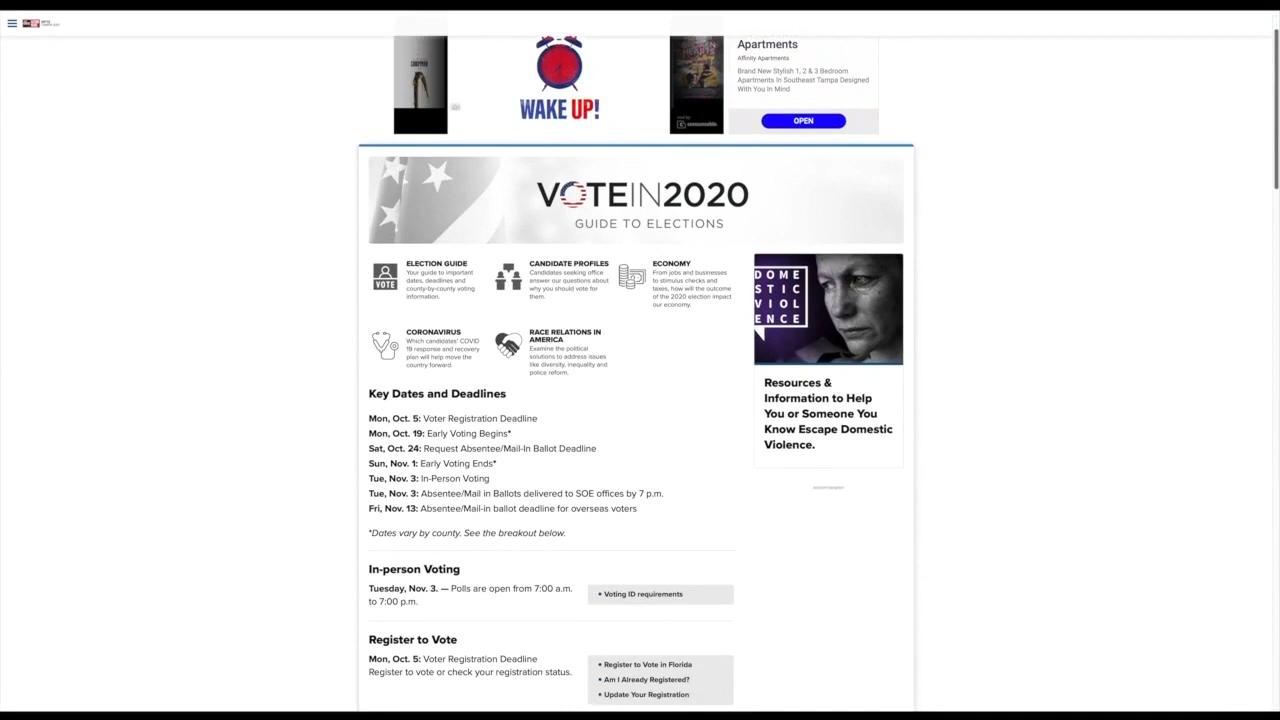 WFTS
TAMPA BAY
WAKE UP!
Apartments
Affinity Apartments
Brand New Stylish 1, 2 & 3 Bedroom
Apartments In Southeast Tampa Designed
With You In Mind
OPEN
VOTEIN2020
GUIDE TO ELECTIONS
ELECTION GUIDE
Your guide to important
dates, deadlines and
county-by-county voting
information.
CANDIDATE PROFILES
Candidates seeking office
answer our questions about
why you should vote for
them.
ECONOMY
From jobs and businesses
to stimulus checks and
taxes, how will the outcome
of the 2020 election impact
our economy.
VOTE
CORONAVIRUS
Which candidates' COVID
19 response and recovery
plan will help move the
country forward.
RACE RELATIONS IN
AMERICA
Examine the political
solutions to address issues
like diversity, inequality and
police reform.
DOME
STIC
VIOL
ENCE
Resources &
Information to Help
You or Someone You
Know Escape Domestic
Violence.
ADVERTISEMENT
Key Dates and Deadlines
Mon, Oct. 5: Voter Registration Deadline
Mon, Oct. 19: Early Voting Begins*
Sat, Oct. 24: Request Absentee/Mail-In Ballot Deadline
Sun, Nov. 1: Early Voting Ends*
Tue, Nov. 3: In-Person Voting
Tue, Nov. 3: Absentee/Mail in Ballots delivered to SOE offices by 7 p.m.
Fri, Nov. 13: Absentee/Mail-in ballot deadline for overseas voters
*Dates vary by county. See the breakout below.
In-person Voting
Tuesday, Nov. 3. — Polls are open from 7:00 a.m.
to 7:00 p.m.
• Voting ID requirements
Register to Vote
Mon, Oct. 5: Voter Registration Deadline
Register to vote or check your registration status.
• Register to Vote in Florida
• Am I Already Registered?
• Update Your Registration